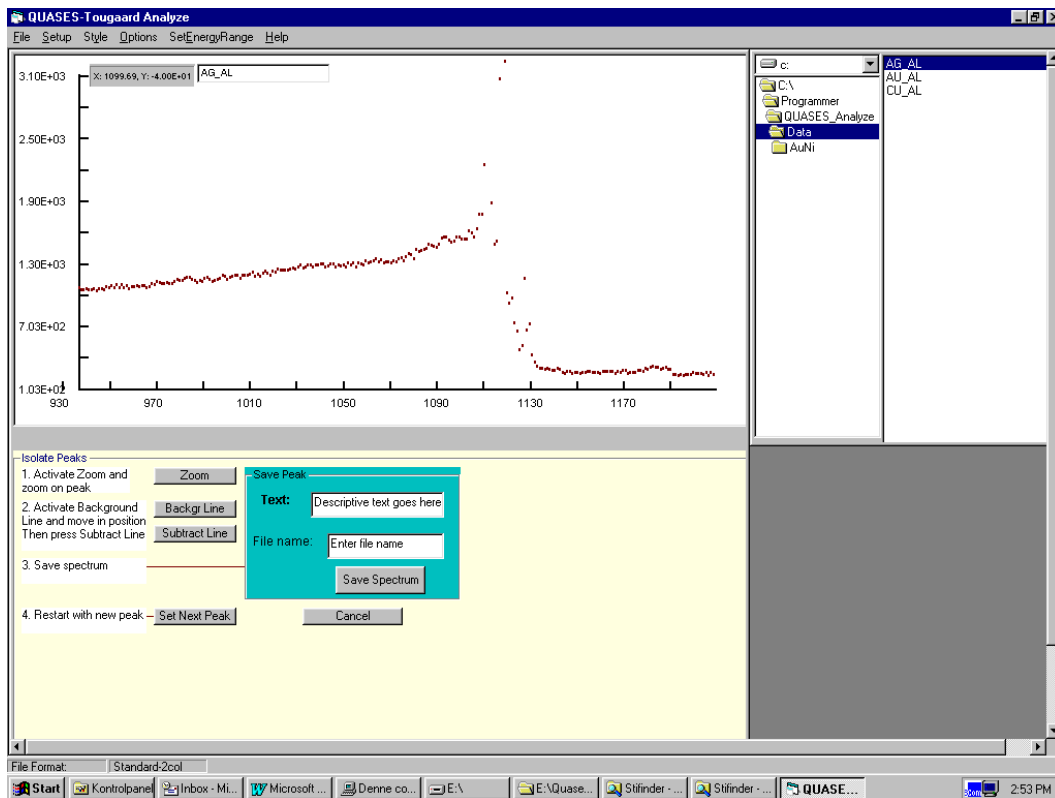 QUASES-Tougaard Analyze
File Setup Style Options SetEnergyRange Help
X: 1099.69, Y: -4.00E+01
AG_AL
3.10E+03
2.50E+03
1.90E+03
1.30E+03
7.03E+02
1.03E+02
930 970 1010 1050 1090 1130 1170
c:
C:\
Programmer
QUASES_Analyze
Data
AuNi
AG_AL
AU_AL
CU_AL
Isolate Peaks
1. Activate Zoom and
zoom on peak
Zoom
2. Activate Background
Line and move in position
Then press Subtract Line
Backgr Line
Subtract Line
3. Save spectrum
4. Restart with new peak
Set Next Peak
Save Peak
Text: Descriptive text goes here
File name: Enter file name
Save Spectrum
Cancel
File Format: Standard-2col
Start Kontrolpanel Inbox - Mi... Microsoft ... Denne co... E:\ E:\Quase... Stifinder - ... Stifinder - ... QUASE... 2:53 PM